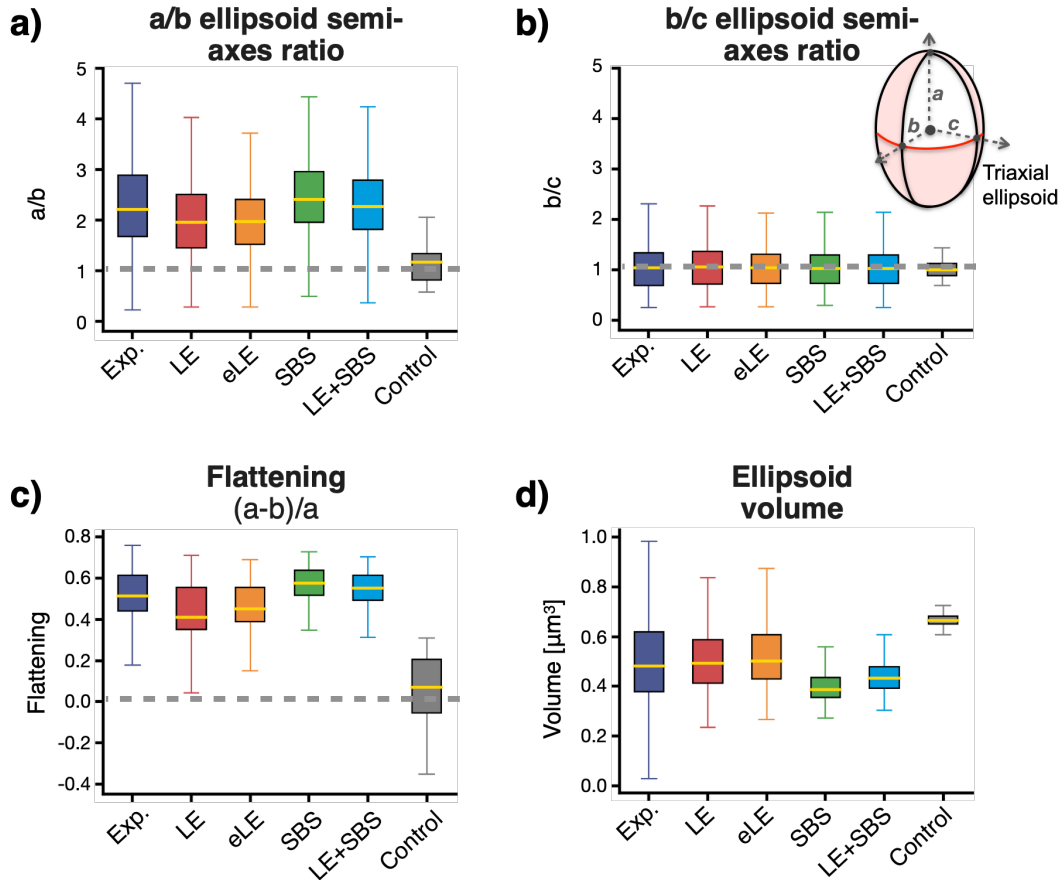 a)
a/b ellipsoid semi-
axes ratio
a/b
5
4
3
2
1
0
Exp.
LE
eLE
SBS
LE+SBS
Control
b)
b/c ellipsoid semi-
axes ratio
b/c
5
4
3
2
1
0
Exp.
LE
eLE
SBS
LE+SBS
Control
a
b
c
Triaxial
ellipsoid
c)
Flattening
(a-b)/a
Flattening
0.8
0.6
0.4
0.2
0.0
-0.2
-0.4
Exp.
LE
eLE
SBS
LE+SBS
Control
d)
Ellipsoid
volume
Volume [µm³]
1.0
0.8
0.6
0.4
0.2
0.0
Exp.
LE
eLE
SBS
LE+SBS
Control